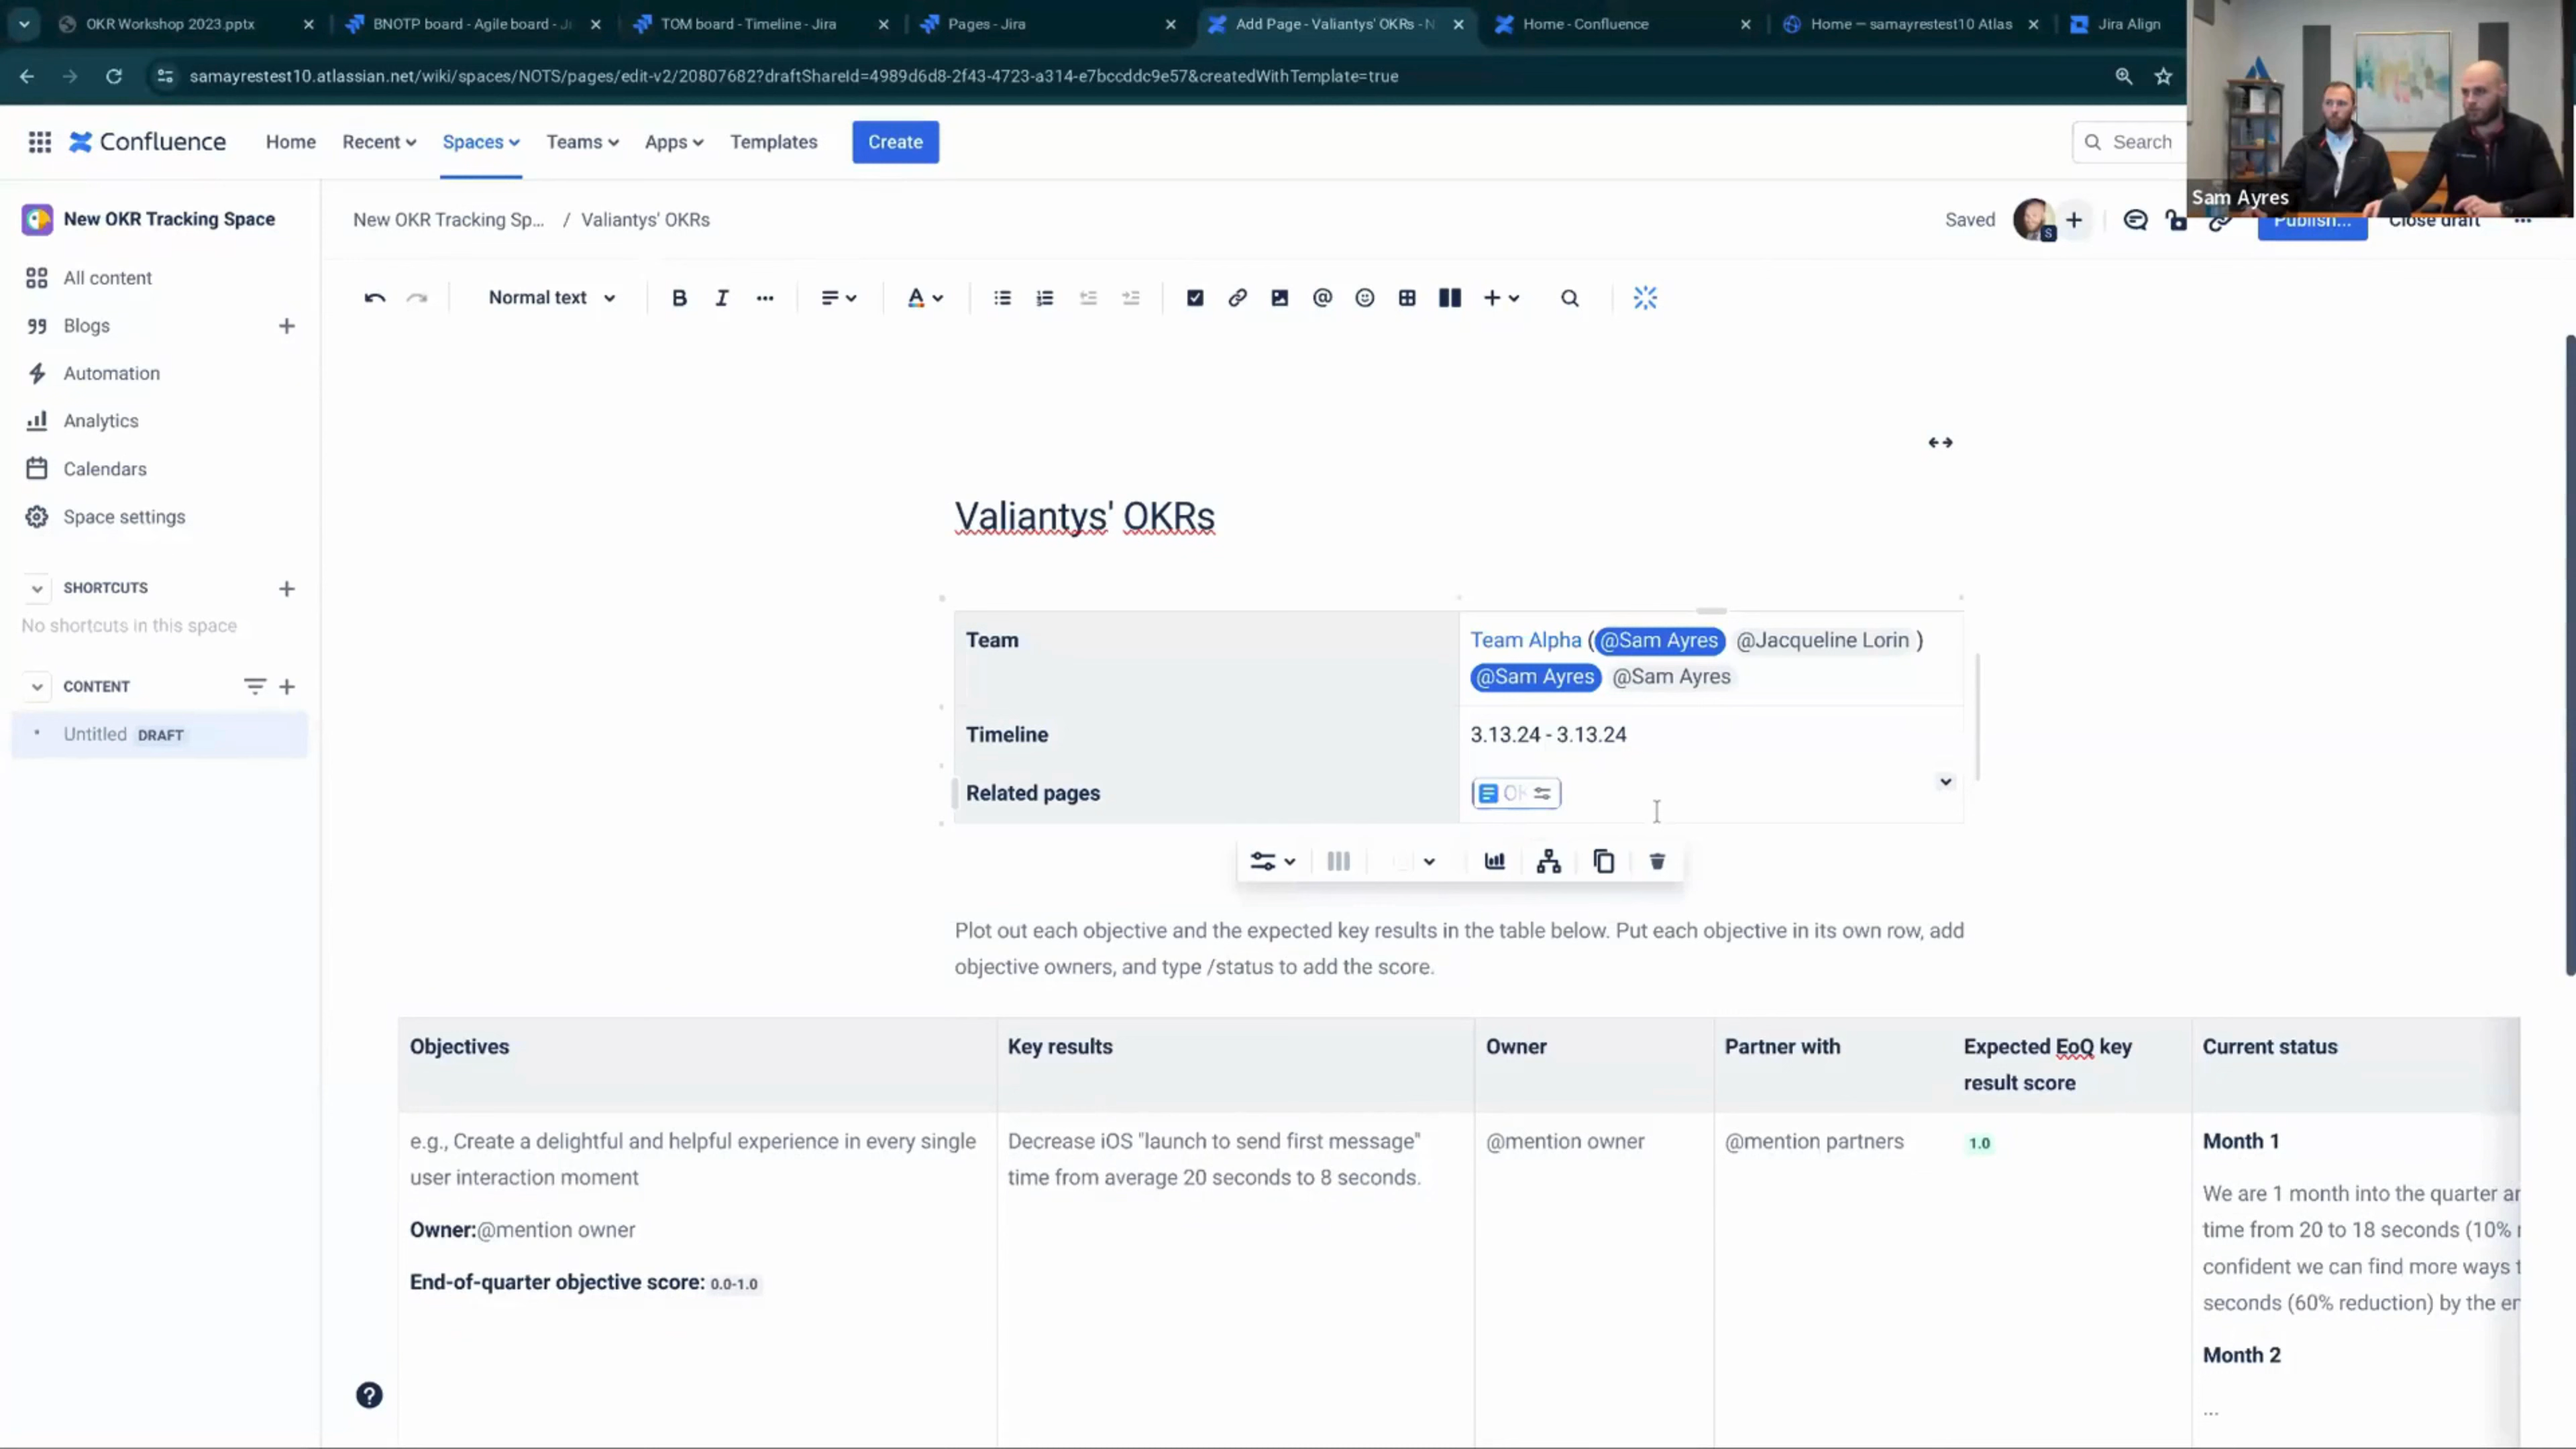 OKR Workshop 2023.pptx
BNOTP board - Agile board - Ji
TOM board - Timeline - Jira
Pages - Jira
Add Page - Valiantys' OKRs - N
Home - Confluence
Home — samayrestest10 Atlas
Jira Align
samayrestest10.atlassian.net/wiki/spaces/NOTS/pages/edit-v2/20807682?draftShareId=4989d6d8-2f43-4723-a314-e7bccddc9e57&createdWithTemplate=true
Confluence
Home
Recent
Spaces
Teams
Apps
Templates
Create
Search
Sam Ayres
New OKR Tracking Space
New OKR Tracking Sp... / Valiantys' OKRs
Saved
S
Publish...
Close draft
All content
Blogs
Automation
Analytics
Calendars
Space settings
SHORTCUTS
No shortcuts in this space
CONTENT
Untitled DRAFT
Normal text
B I
A
Valiantys' OKRs
Team
Team Alpha (@Sam Ayres @Jacqueline Lorin )
@Sam Ayres @Sam Ayres
Timeline
3.13.24 - 3.13.24
Related pages
Plot out each objective and the expected key results in the table below. Put each objective in its own row, add
objective owners, and type /status to add the score.
Objectives
Key results
Owner
Partner with
Expected EoQ key
result score
Current status
e.g., Create a delightful and helpful experience in every single
user interaction moment
Owner:@mention owner
End-of-quarter objective score: 0.0-1.0
Decrease iOS "launch to send first message"
time from average 20 seconds to 8 seconds.
@mention owner
@mention partners
1.0
Month 1
We are 1 month into the quarter an
time from 20 to 18 seconds (10% r
confident we can find more ways t
seconds (60% reduction) by the en
Month 2
...